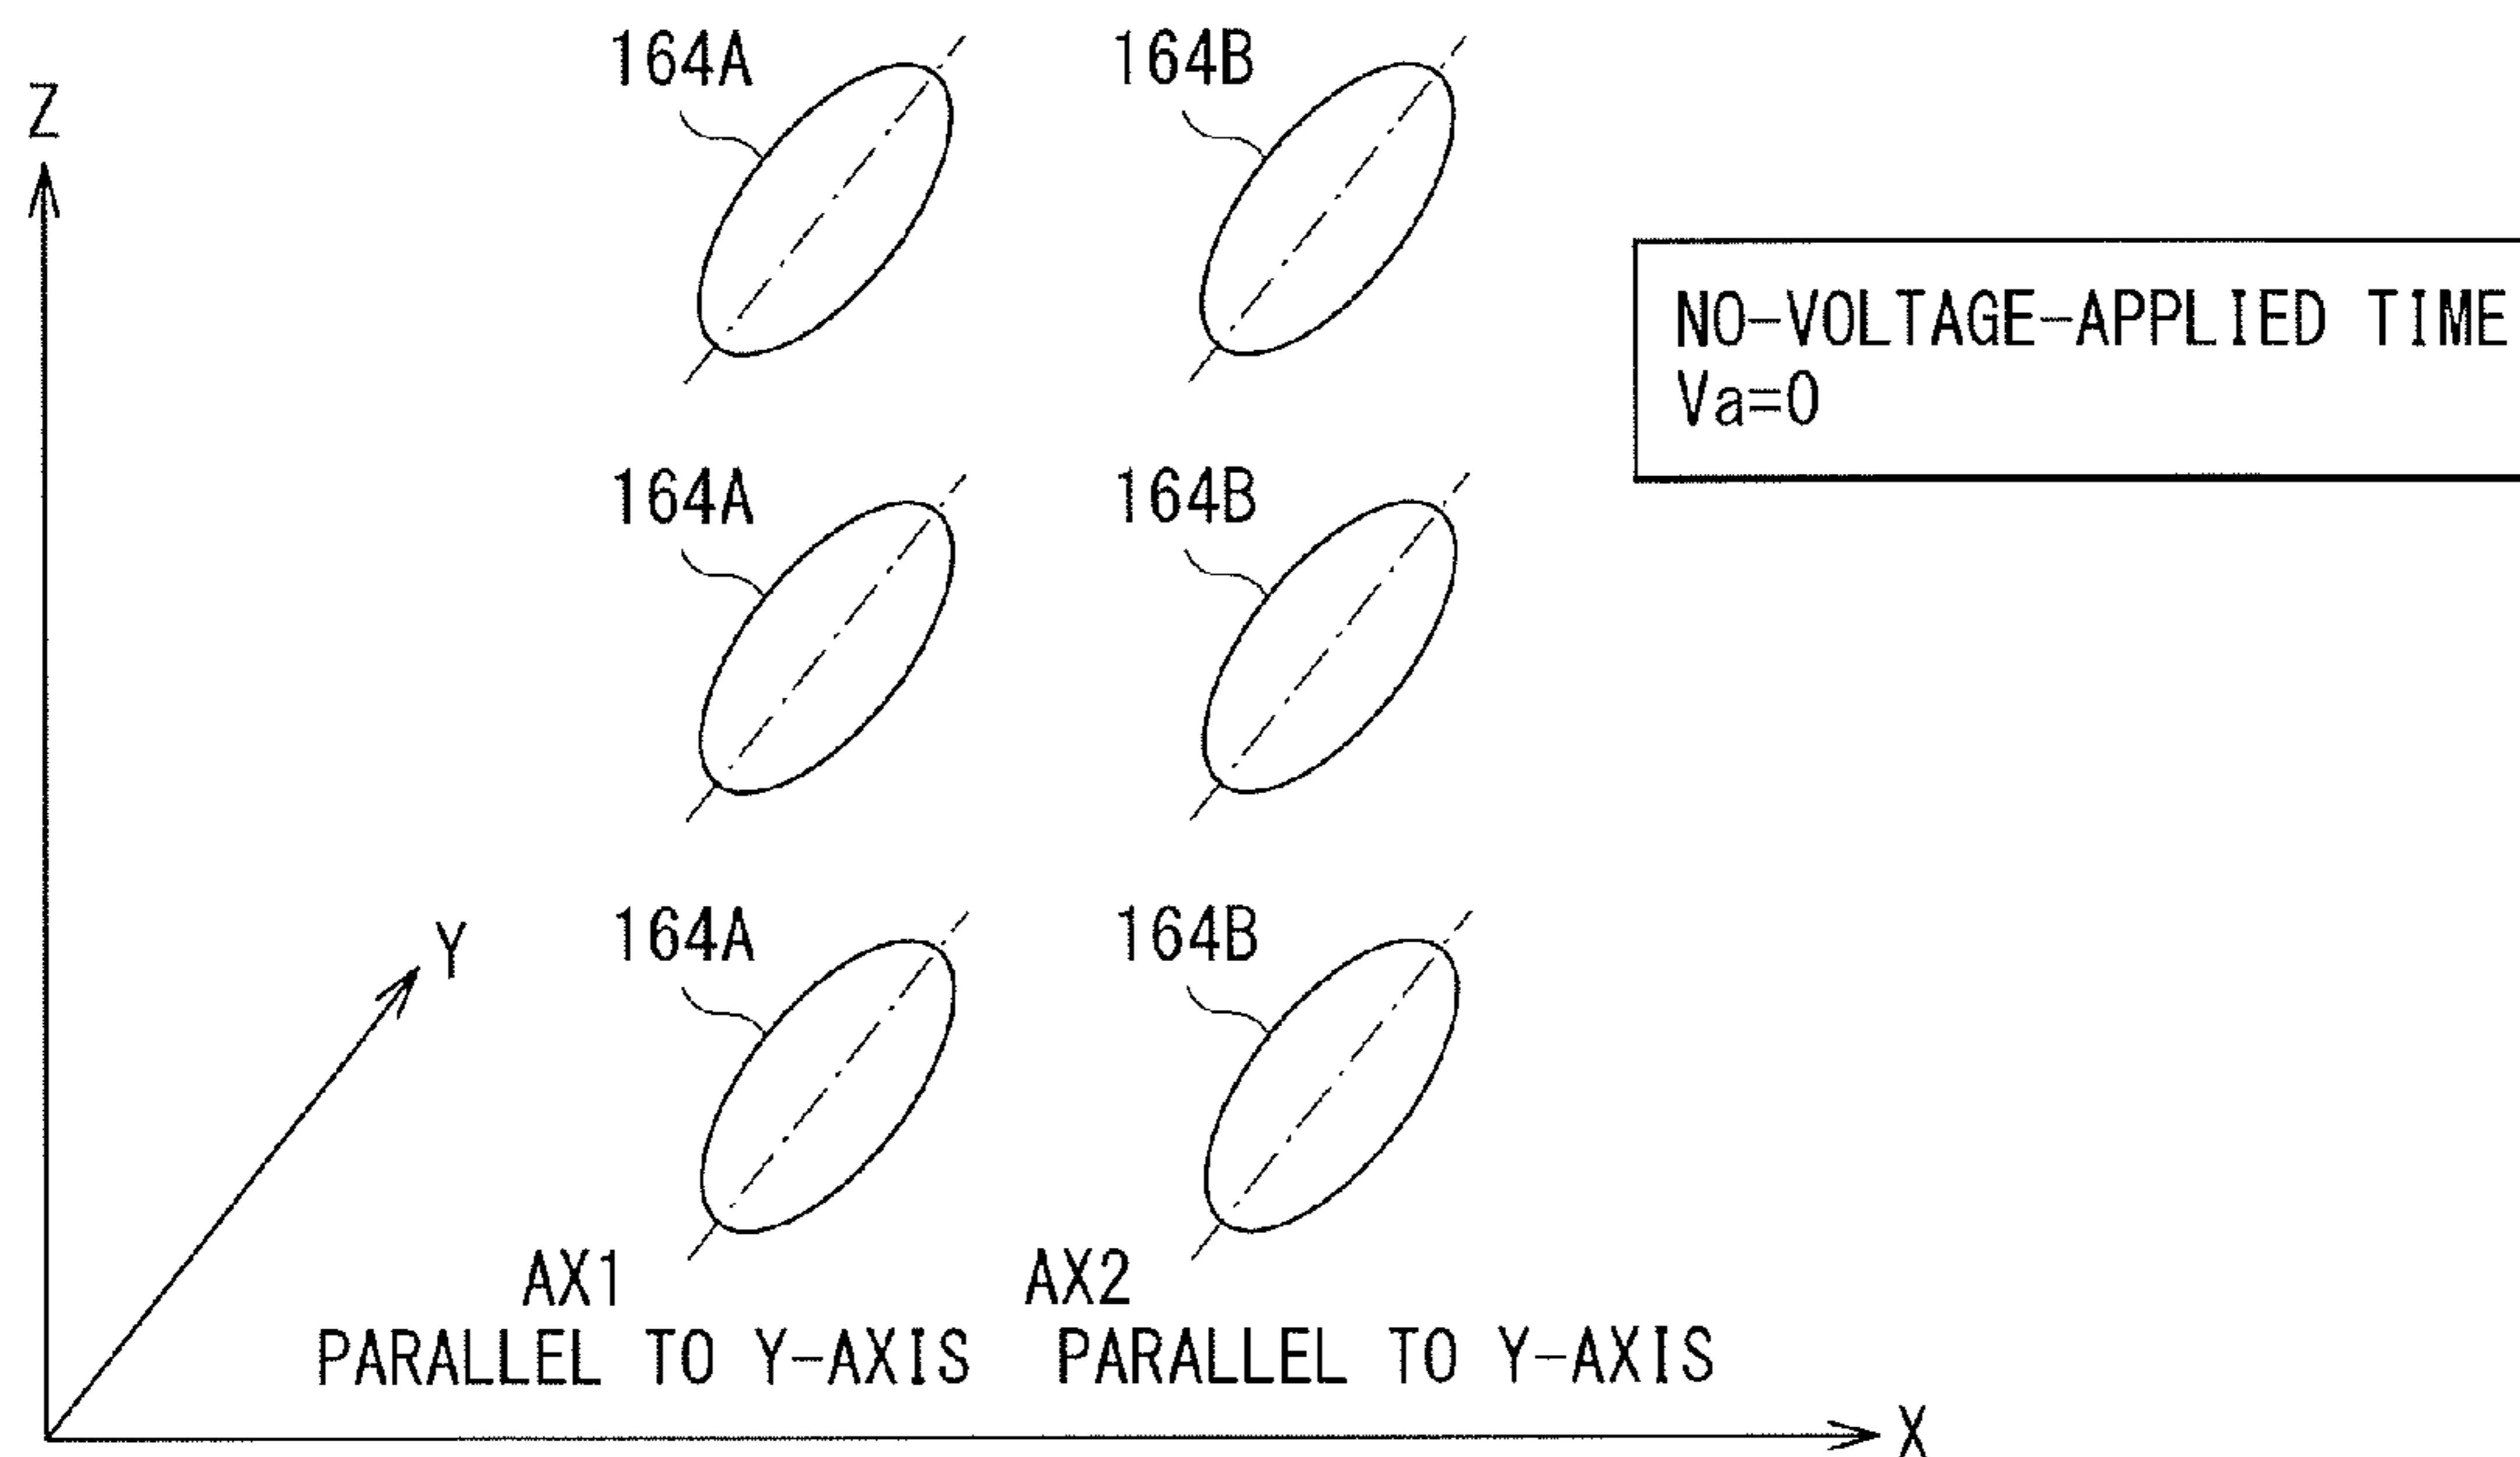 164A
164B
Z
NO-VOLTAGE-APPLIED TIME
Va=0
164A
164B
Y
164A
164B
AX1
AX2
PARALLEL TO Y-AXIS
PARALLEL TO Y-AXIS
X